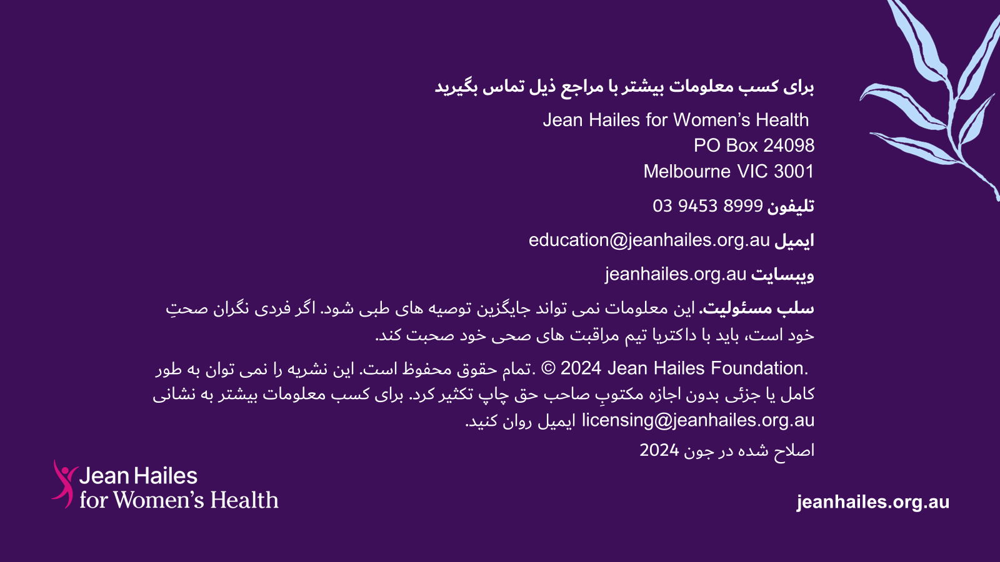 برای کسب معلومات بیشتر با مراجع ذیل تماس بگیرید
Jean Hailes for Women’s Health
PO Box 24098
Melbourne VIC 3001
تلیفون 03 9453 8999
ایمیل education@jeanhailes.org.au
ویبسایت jeanhailes.org.au
سلب مسئولیت. این معلومات نمی تواند جایگزین توصیه های طبی شود. اگر فردی نگران صحتِ
خود است، باید با داکتریا تیم مراقبت های صحی خود صحبت کند.
© 2024 Jean Hailes Foundation. .تمام حقوق محفوظ است. این نشریه را نمی توان به طور
کامل یا جزئی بدون اجازه مکتوبِ صاحب حق چاپ تکثیر کرد. برای کسب معلومات بیشتر به نشانی
licensing@jeanhailes.org.au ایمیل روان کنید.
اصلاح شده در جون 2024
Jean Hailes
for Women’s Health
jeanhailes.org.au